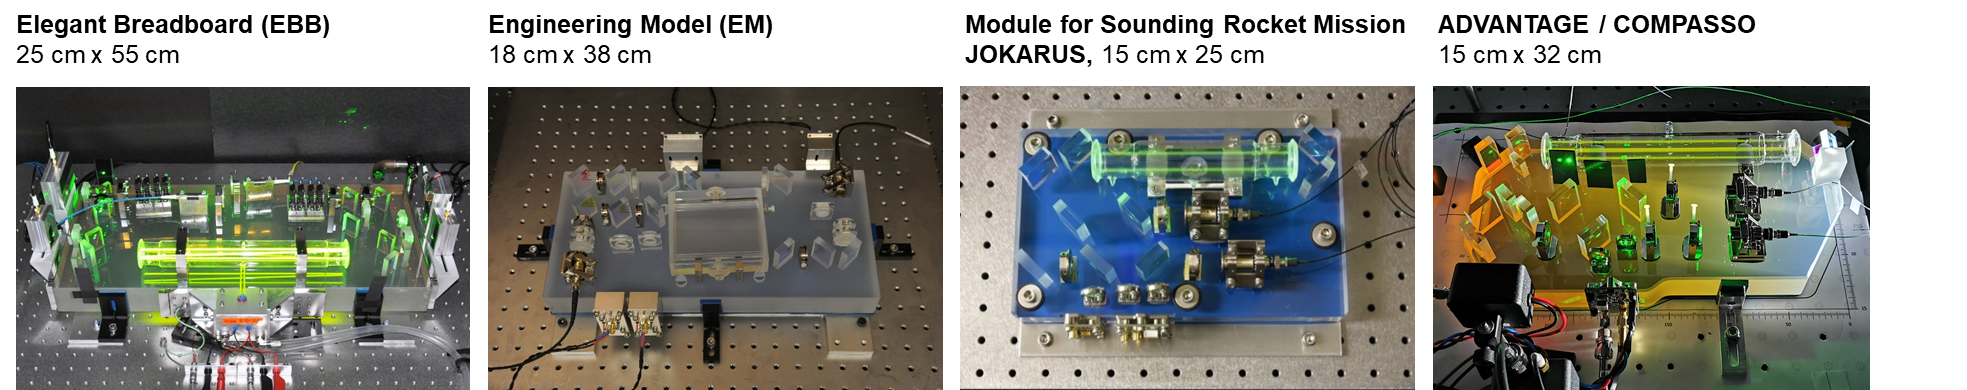 Elegant Breadboard (EBB)
25 cm x 55 cm
Engineering Model (EM)
18 cm x 38 cm
Module for Sounding Rocket Mission
JOKARUS, 15 cm x 25 cm
ADVANTAGE / COMPASSO
15 cm x 32 cm